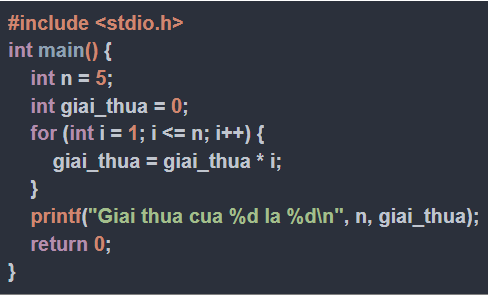 #include <stdio.h>
int main() {
int n = 5;
int giai_thua = 0;
for (int i = 1; i <= n; i++) {
giai_thua = giai_thua * i;
}
printf("Giai thua cua %d la %d\n", n, giai_thua);
return 0;
}